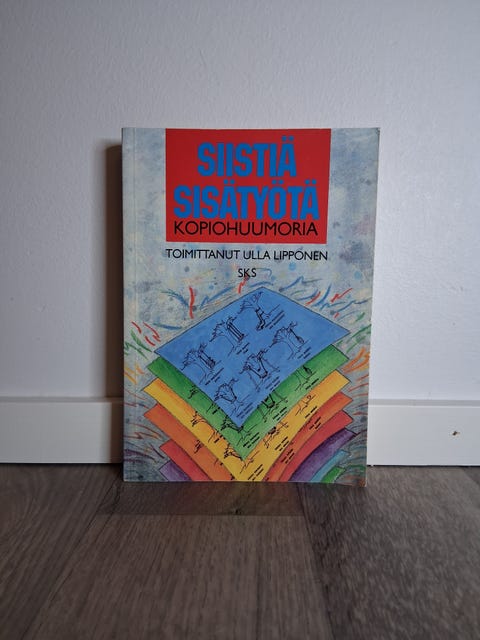 SIISTIÄ
SISÄTYÖTÄ
KOPIOHUUMORIA
TOIMITTANUT ULLA LIPPONEN
SKS